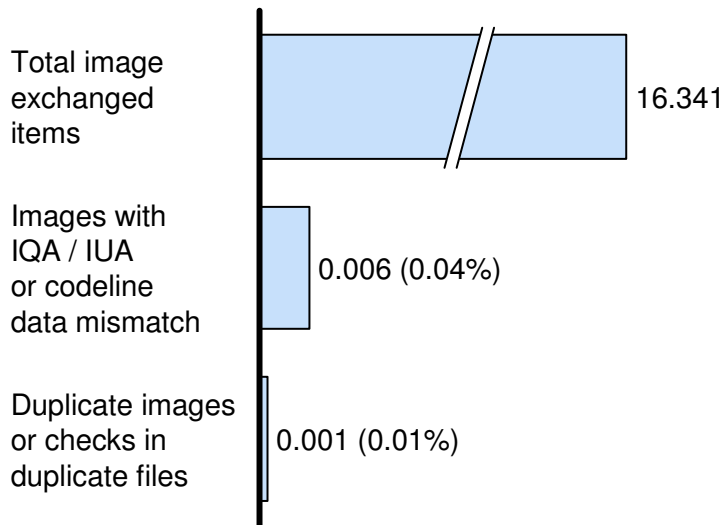 Total image
exchanged
items
16.341
Images with
IQA / IUA
or codeline
data mismatch
0.006 (0.04%)
Duplicate images
or checks in
duplicate files
0.001 (0.01%)